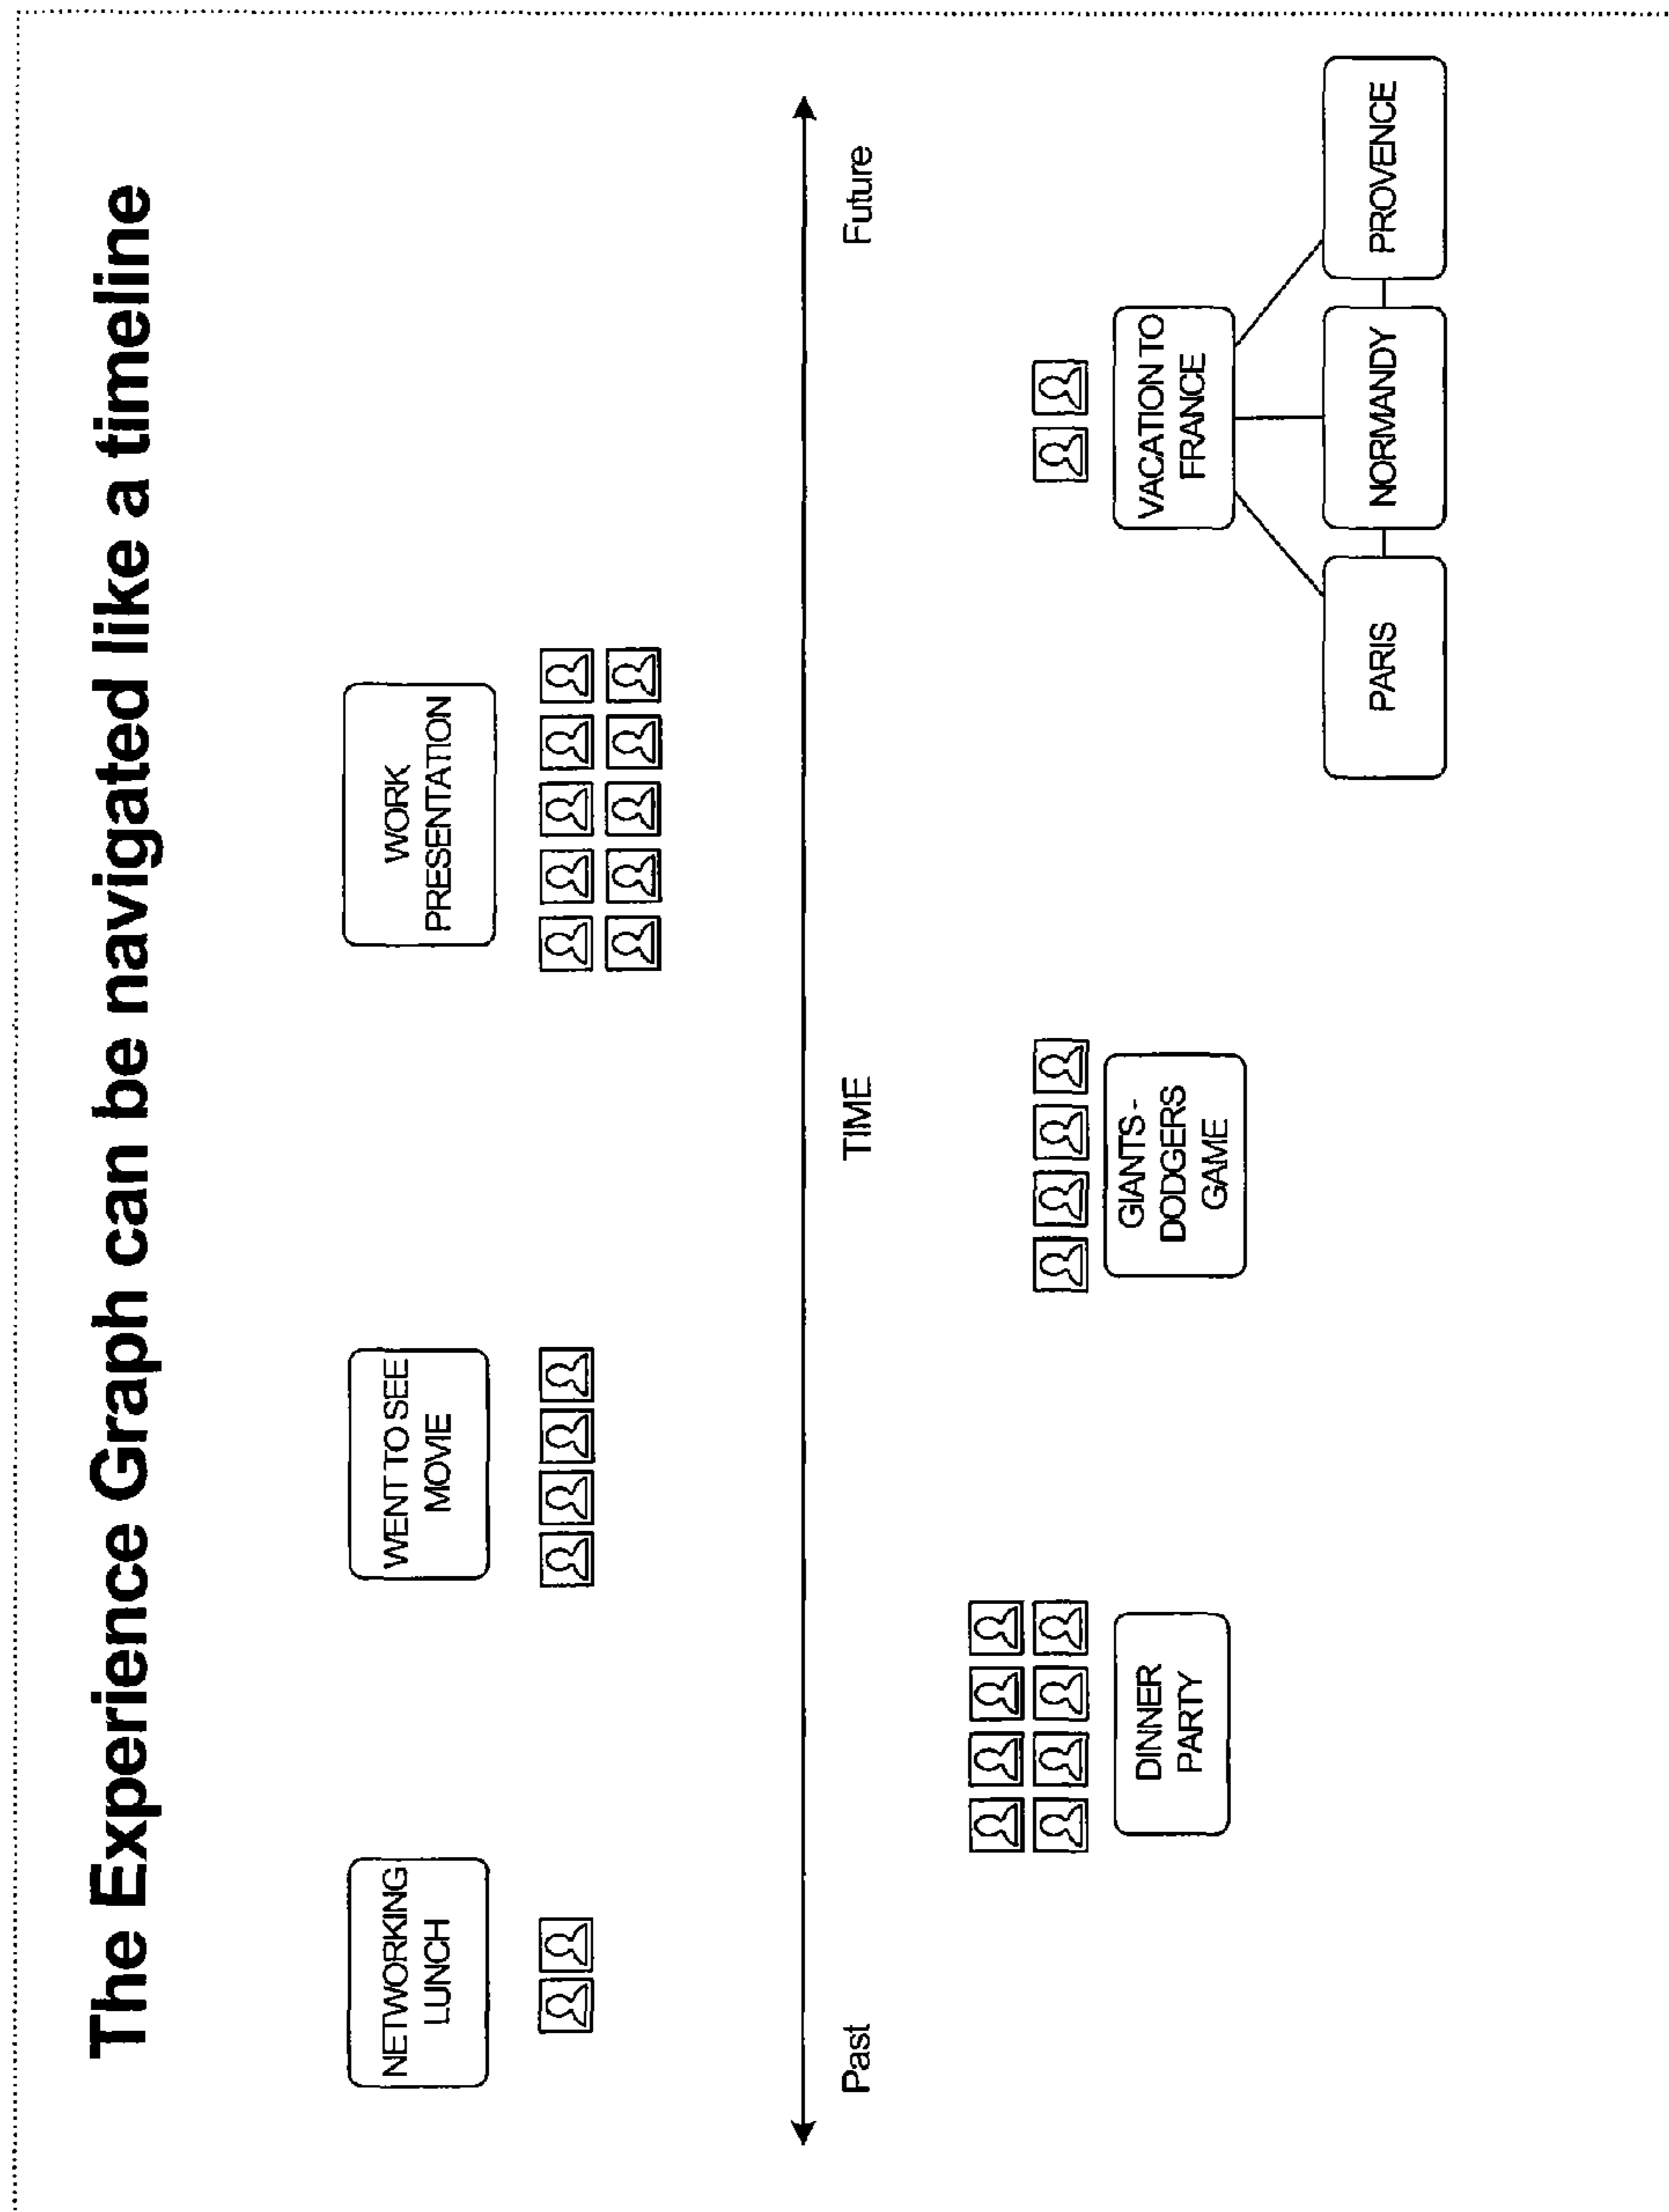 The Experience Graph can be navigated like a timeline
NETWORKING
LUNCH
WENT TO SEE
MOVIE
WORK
PRESENTATION
Past
TIME
Future
DINNER
PARTY
GIANTS -
DODGERS
GAME
VACATION TO
FRANCE
PARIS
NORMANDY
PROVENCE